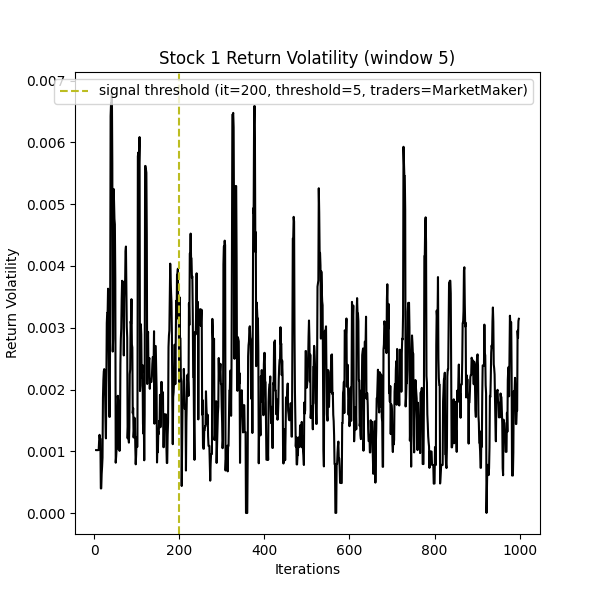 Stock 1 Return Volatility (window 5)
signal threshold (it=200, threshold=5, traders=MarketMaker)
0.007
0.006
0.005
0.004
0.003
0.002
0.001
0.000
Return Volatility
0 200 400 600 800 1000
Iterations